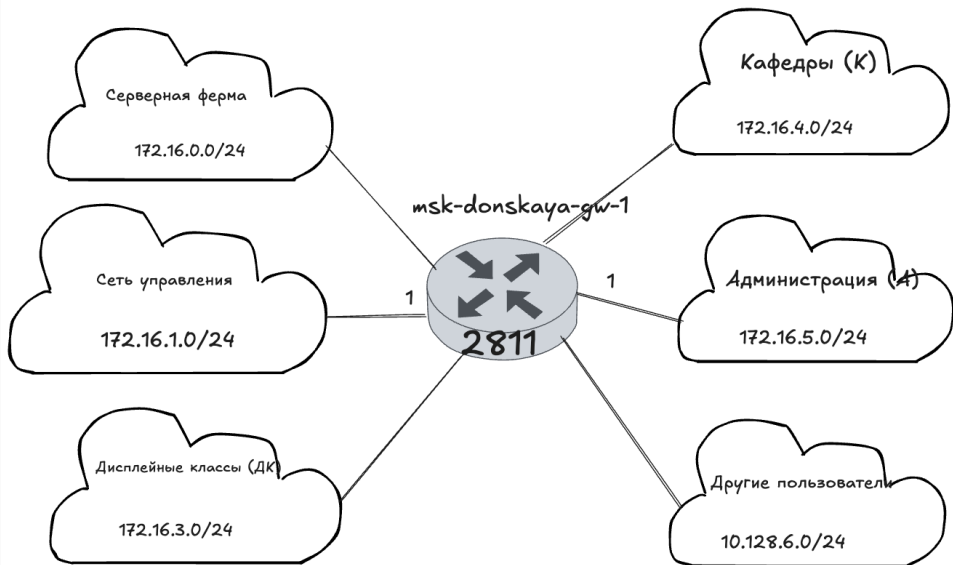 Серверная ферма
172.16.0.0/24
Кафедры (К)
172.16.4.0/24
msk-donskaya-gw-1
Сеть управления
172.16.1.0/24
1
2811
1
Администрация (А)
172.16.5.0/24
Дисплейные классы (ДК)
172.16.3.0/24
Другие пользователи
10.128.6.0/24